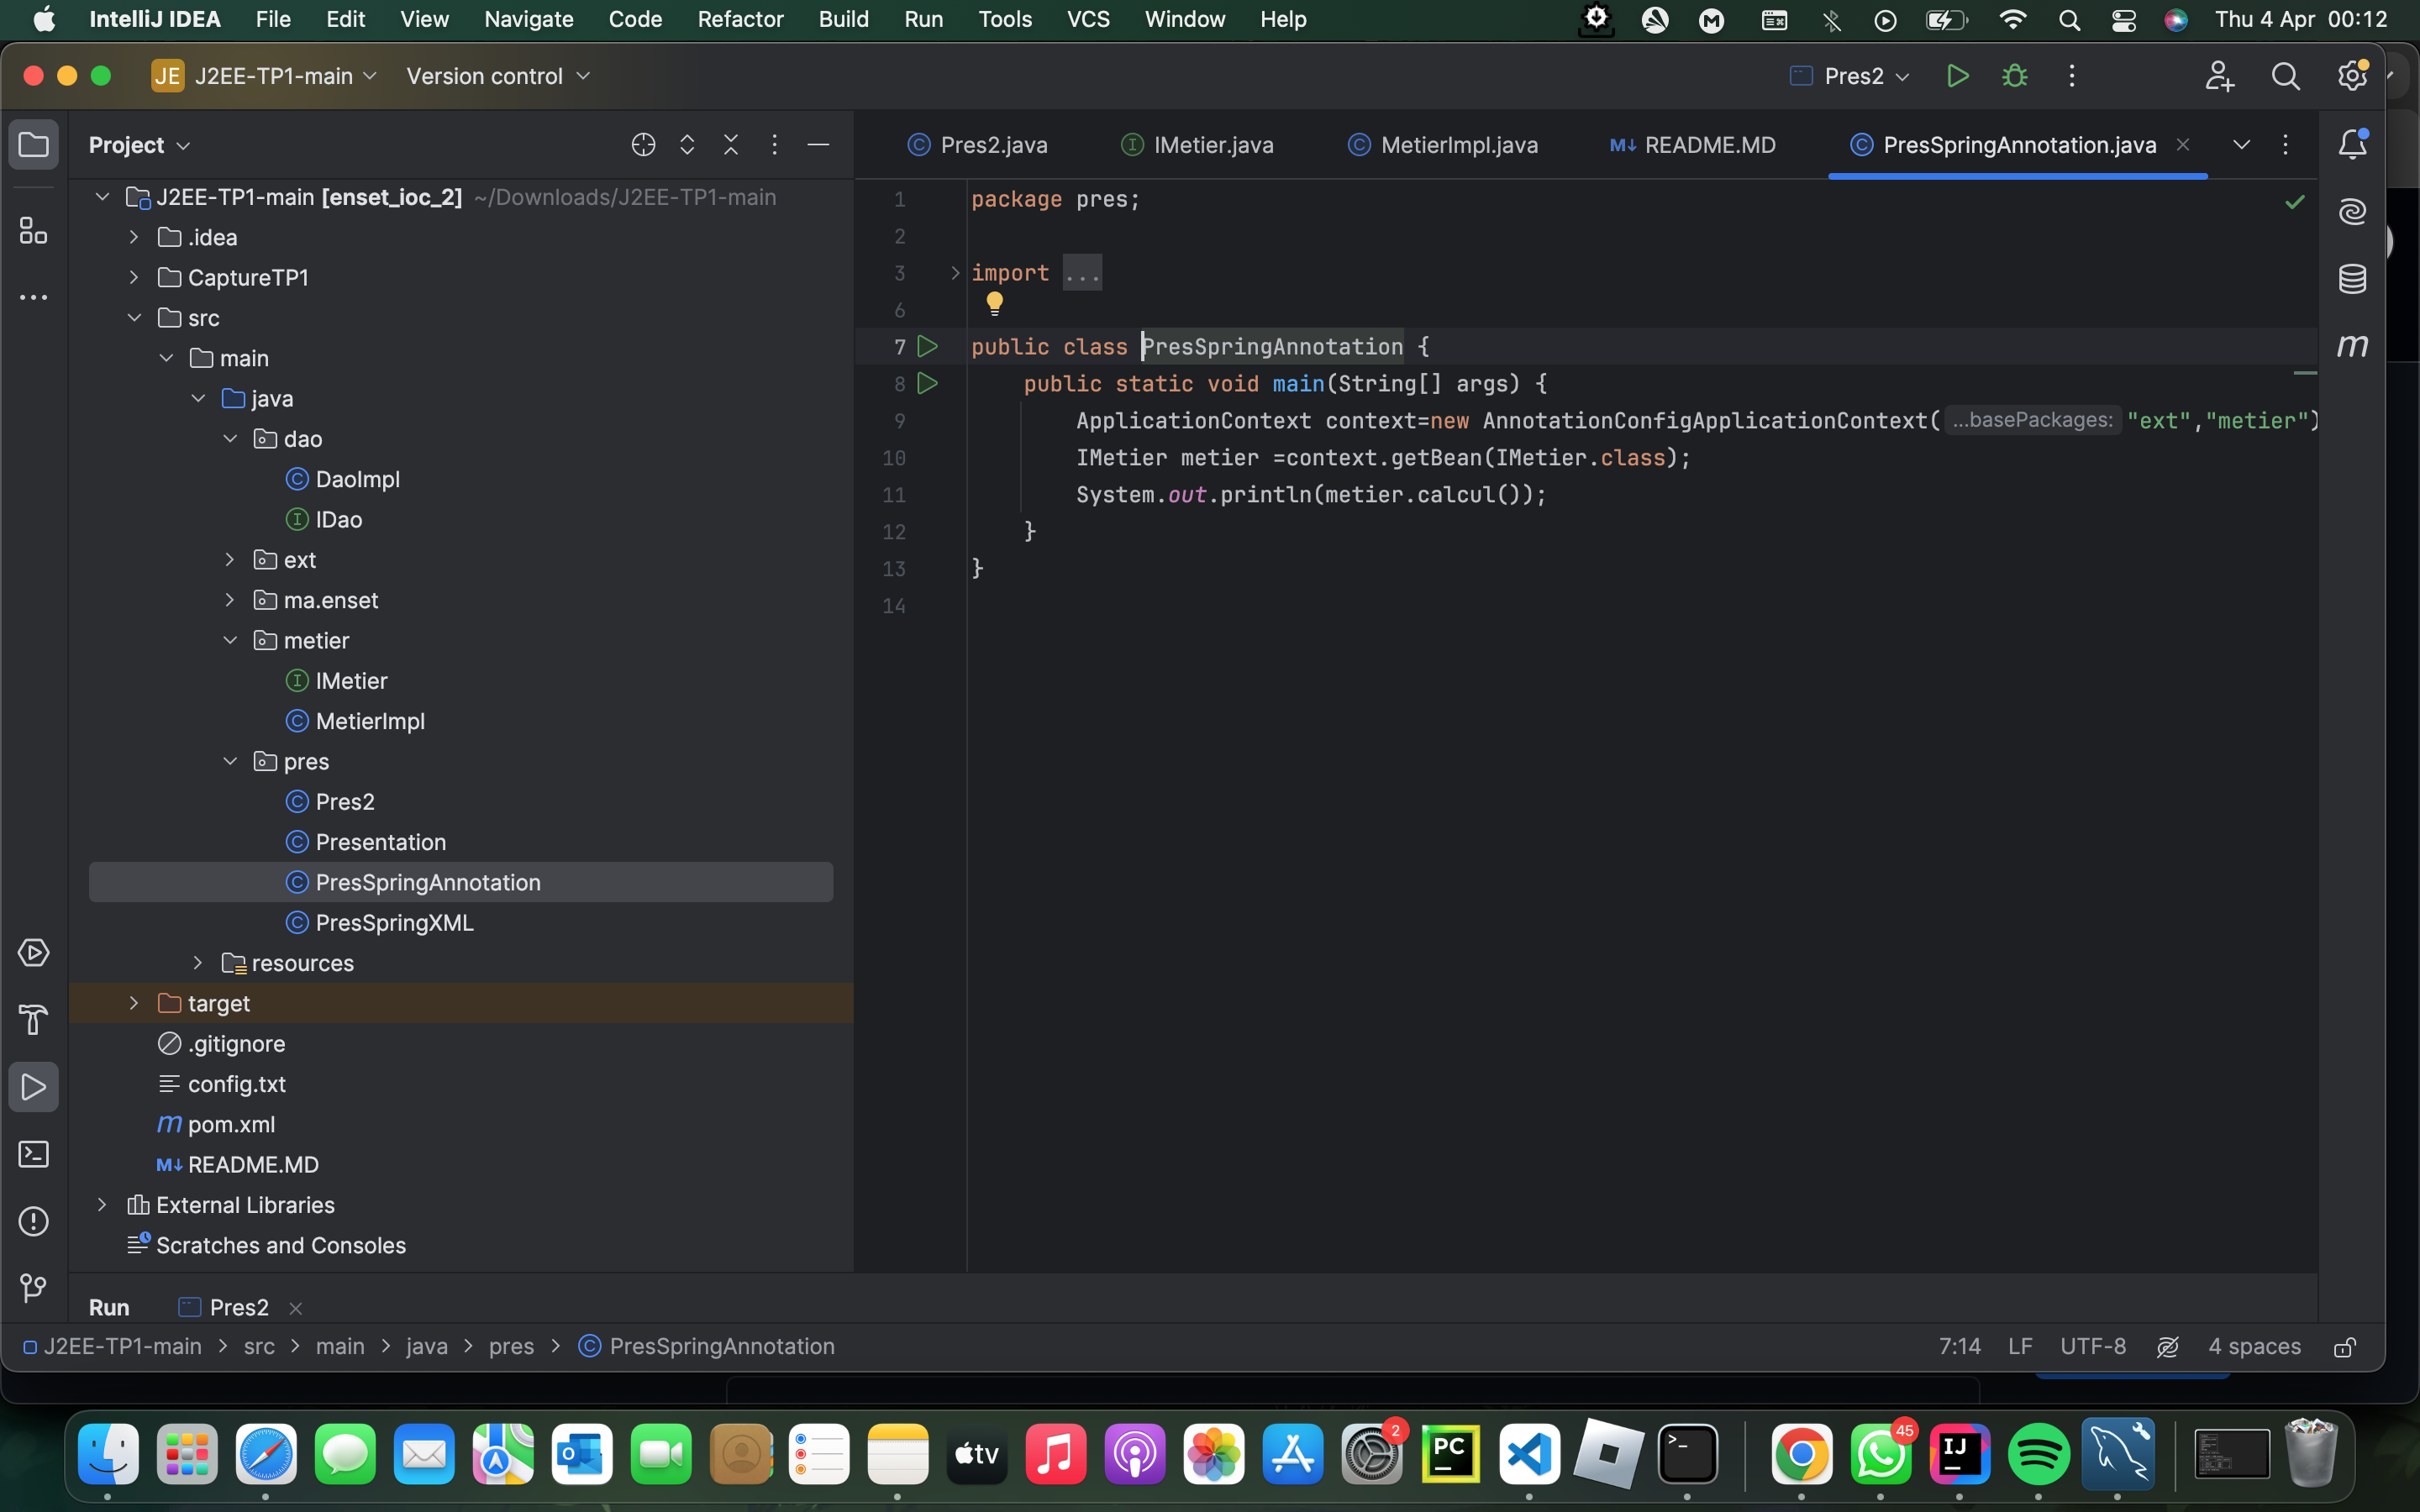 IntelliJ IDEA File Edit View Navigate Code Refactor Build Run Tools VCS Window Help Thu 4 Apr 00:12
JE J2EE-TP1-main Version control Pres2
Project
Pres2.java IMetier.java MetierImpl.java README.MD PresSpringAnnotation.java
J2EE-TP1-main [enset_ioc_2] ~/Downloads/J2EE-TP1-main
.idea
CaptureTP1
src
main
java
dao
DaoImpl
IDao
ext
ma.enset
metier
IMetier
MetierImpl
pres
Pres2
Presentation
PresSpringAnnotation
PresSpringXML
resources
target
.gitignore
config.txt
pom.xml
README.MD
External Libraries
Scratches and Consoles
1 package pres;
2
3 import ...
6
7 public class PresSpringAnnotation {
8 public static void main(String[] args) {
9 ApplicationContext context=new AnnotationConfigApplicationContext( ...basePackages: "ext","metier")
10 IMetier metier =context.getBean(IMetier.class);
11 System.out.println(metier.calcul());
12 }
13 }
14
Run Pres2
J2EE-TP1-main > src > main > java > pres > PresSpringAnnotation 7:14 LF UTF-8 4 spaces
tv 2 PC 45 IJ